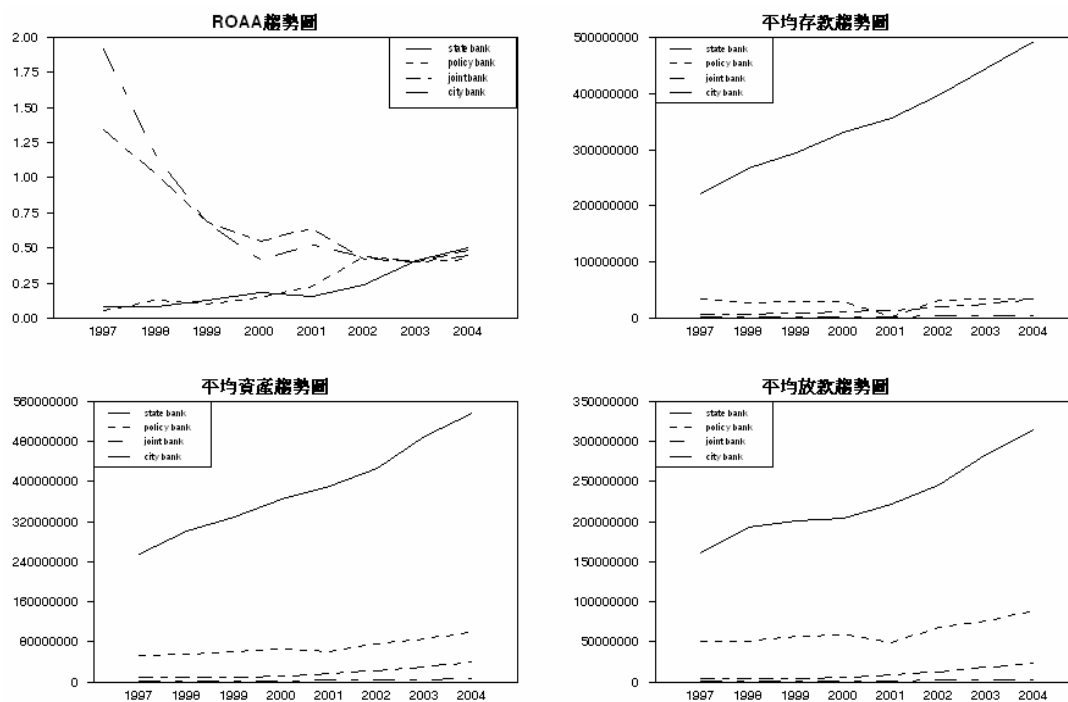 ROAA趨勢圖
2.00
1.75
1.50
1.25
1.00
0.75
0.50
0.25
0.00
state bank
policy bank
joint bank
city bank
1997 1998 1999 2000 2001 2002 2003 2004
平均存款趨勢圖
500000000
400000000
300000000
200000000
100000000
0
state bank
policy bank
joint bank
city bank
1997 1998 1999 2000 2001 2002 2003 2004
平均資產趨勢圖
560000000
480000000
400000000
320000000
240000000
160000000
80000000
0
state bank
policy bank
joint bank
city bank
1997 1998 1999 2000 2001 2002 2003 2004
平均放款趨勢圖
350000000
300000000
250000000
200000000
150000000
100000000
50000000
0
state bank
policy bank
joint bank
city bank
1997 1998 1999 2000 2001 2002 2003 2004